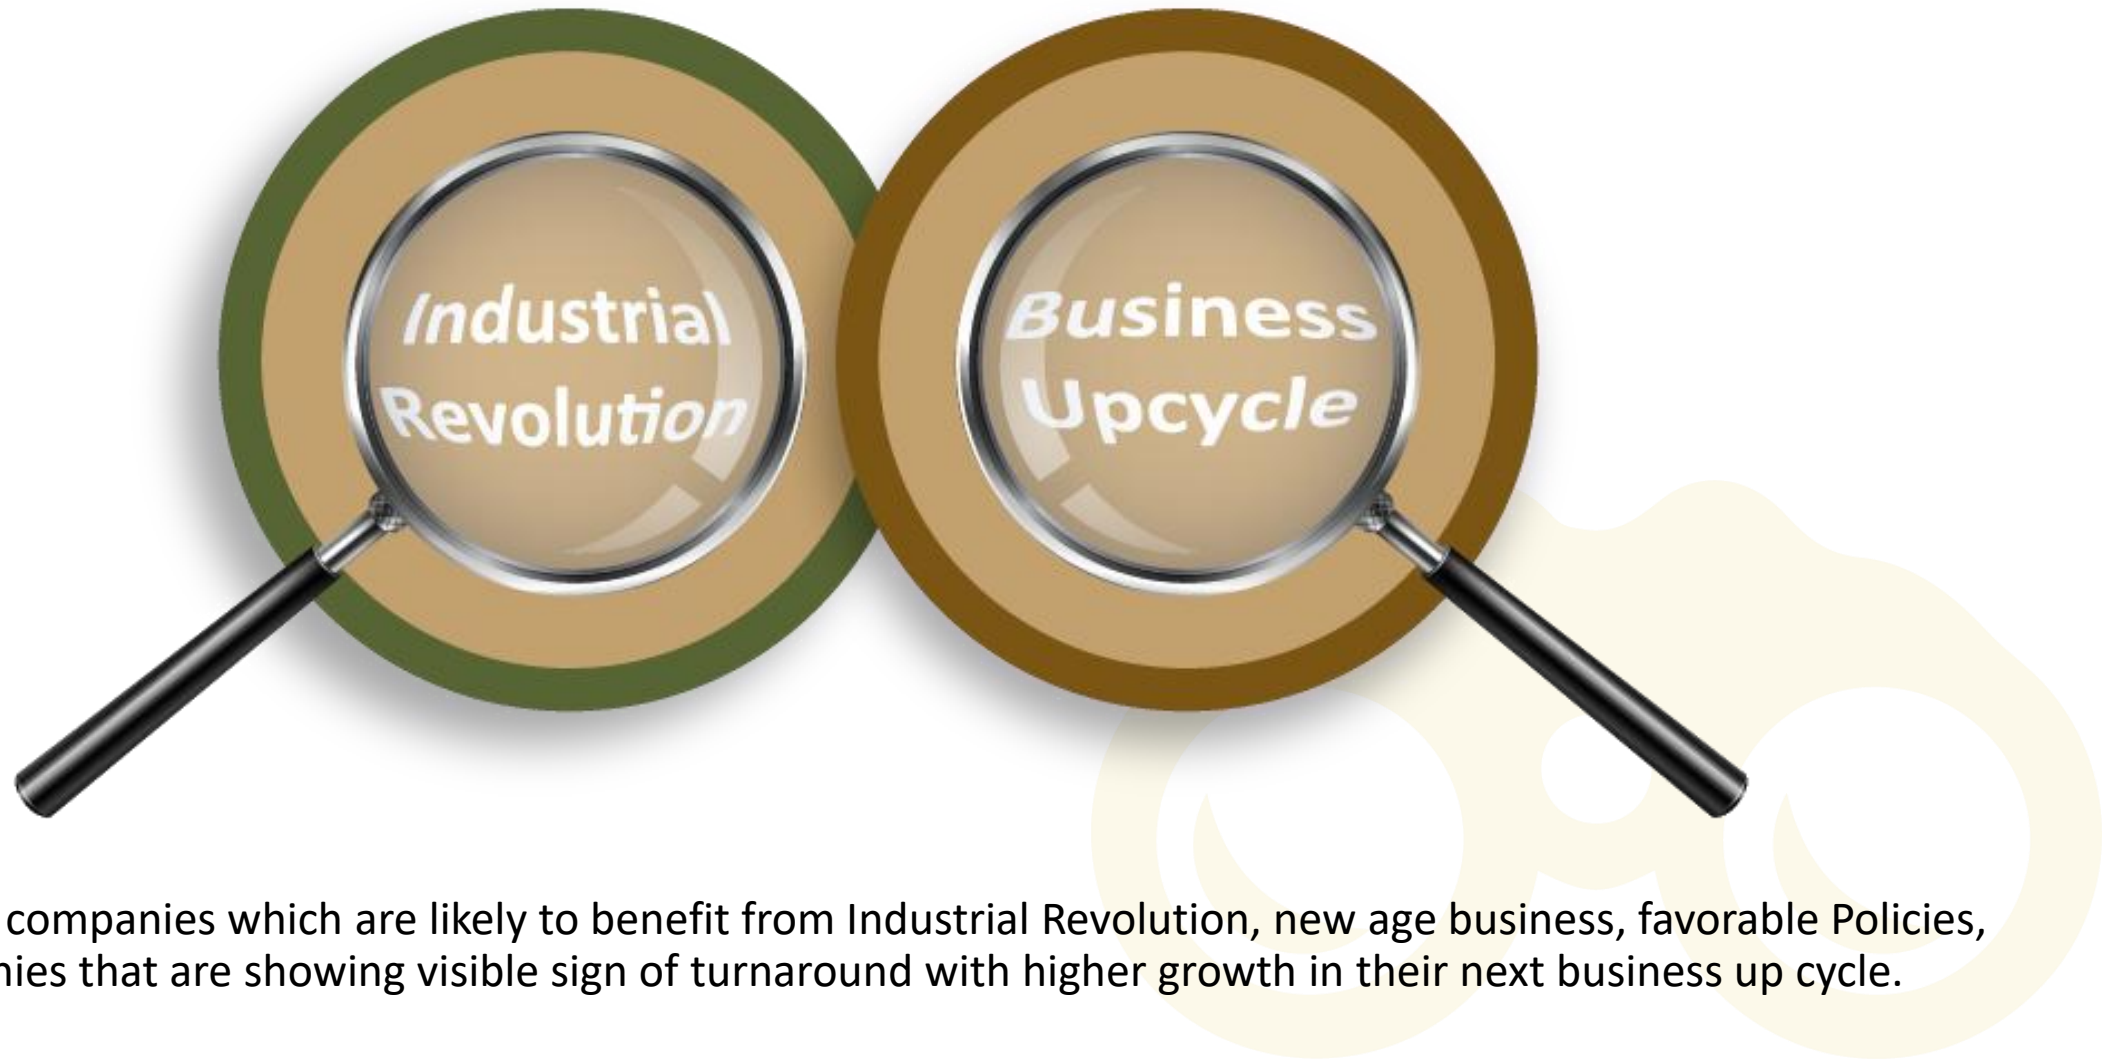 Industrial
Revolution
Business
Upcycle
companies which are likely to benefit from Industrial Revolution, new age business, favorable Policies,
that are showing visible sign of turnaround with higher growth in their next business up cycle.